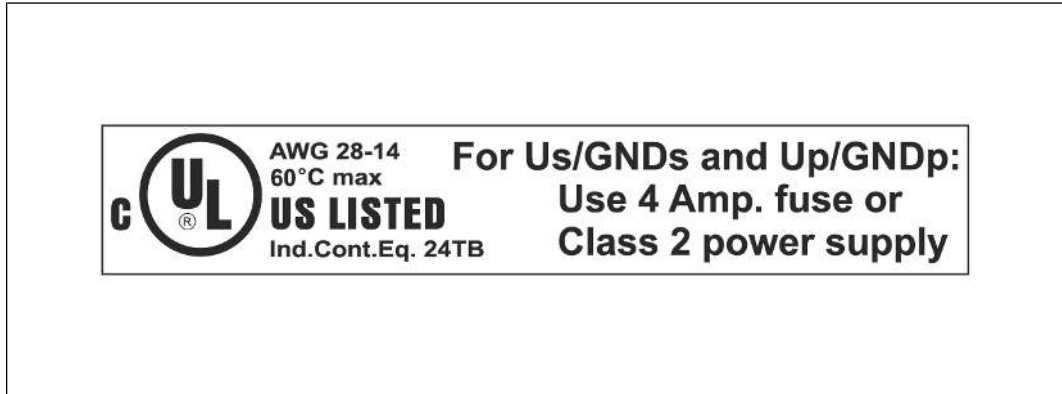 C UL ® US LISTED
AWG 28-14
60°C max
Ind.Cont.Eq. 24TB
For Us/GNDs and Up/GNDp:
Use 4 Amp. fuse or
Class 2 power supply